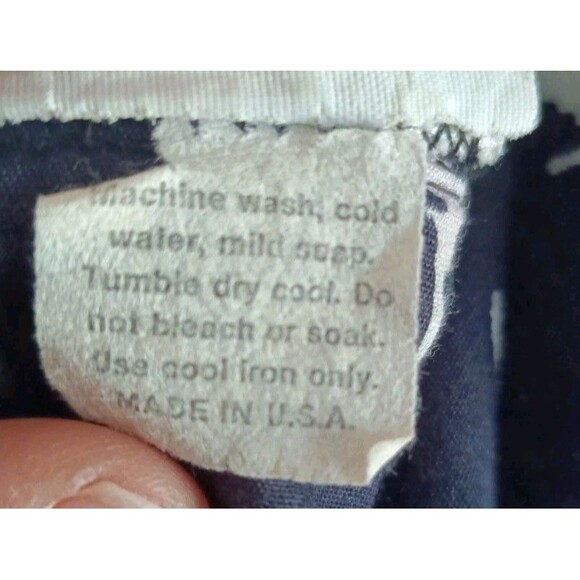 Machine wash, cold
water, mild soap.
Tumble dry cool. Do
not bleach or soak.
Use cool iron only.
MADE IN U.S.A.